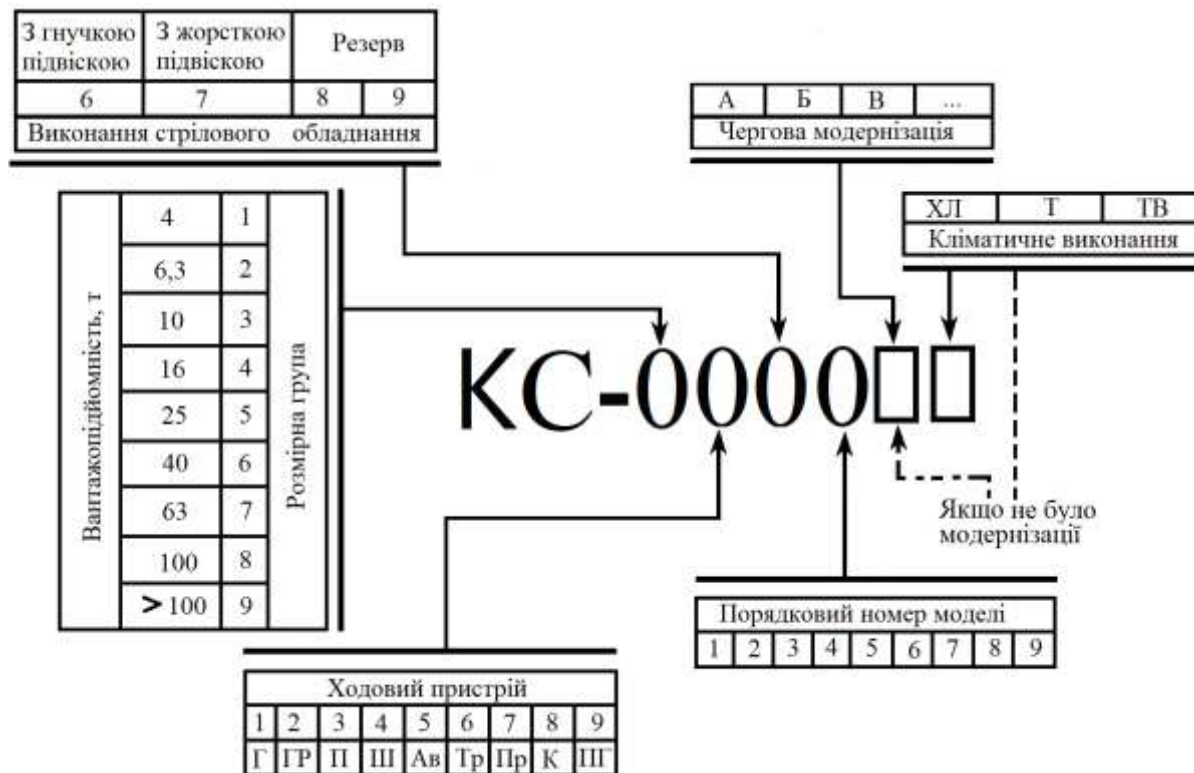 З гнучкою підвіскою
З жорсткою підвіскою
Резерв
6 7 8 9
Виконання стрілового обладнання
А Б В ...
Чергова модернізація
ХЛ Т ТВ
Кліматичне виконання
Вантажопідйомність, т
4 1
6,3 2
10 3
16 4
25 5
40 6
63 7
100 8
>100 9
Розмірна група
КС-0000
Якщо не було
модернізації
Порядковий номер моделі
1 2 3 4 5 6 7 8 9
Ходовий пристрій
1 2 3 4 5 6 7 8 9
Г ГР П Ш Ав Тр Пр К ПГ